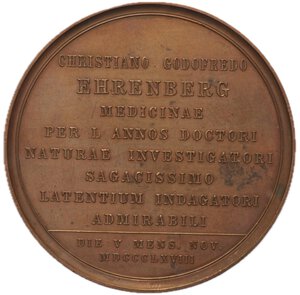 CHRISTIANO GODOFREDO
EHRENBERG
MEDICINAE
PER L ANNOS DOCTORI
NATURAE INVESTIGATORI
SAGACISSIMO
LATENTIUM INDAGATORI
ADMIRABILI
DIE V MENS. NOV.
MDCCCLXVIII